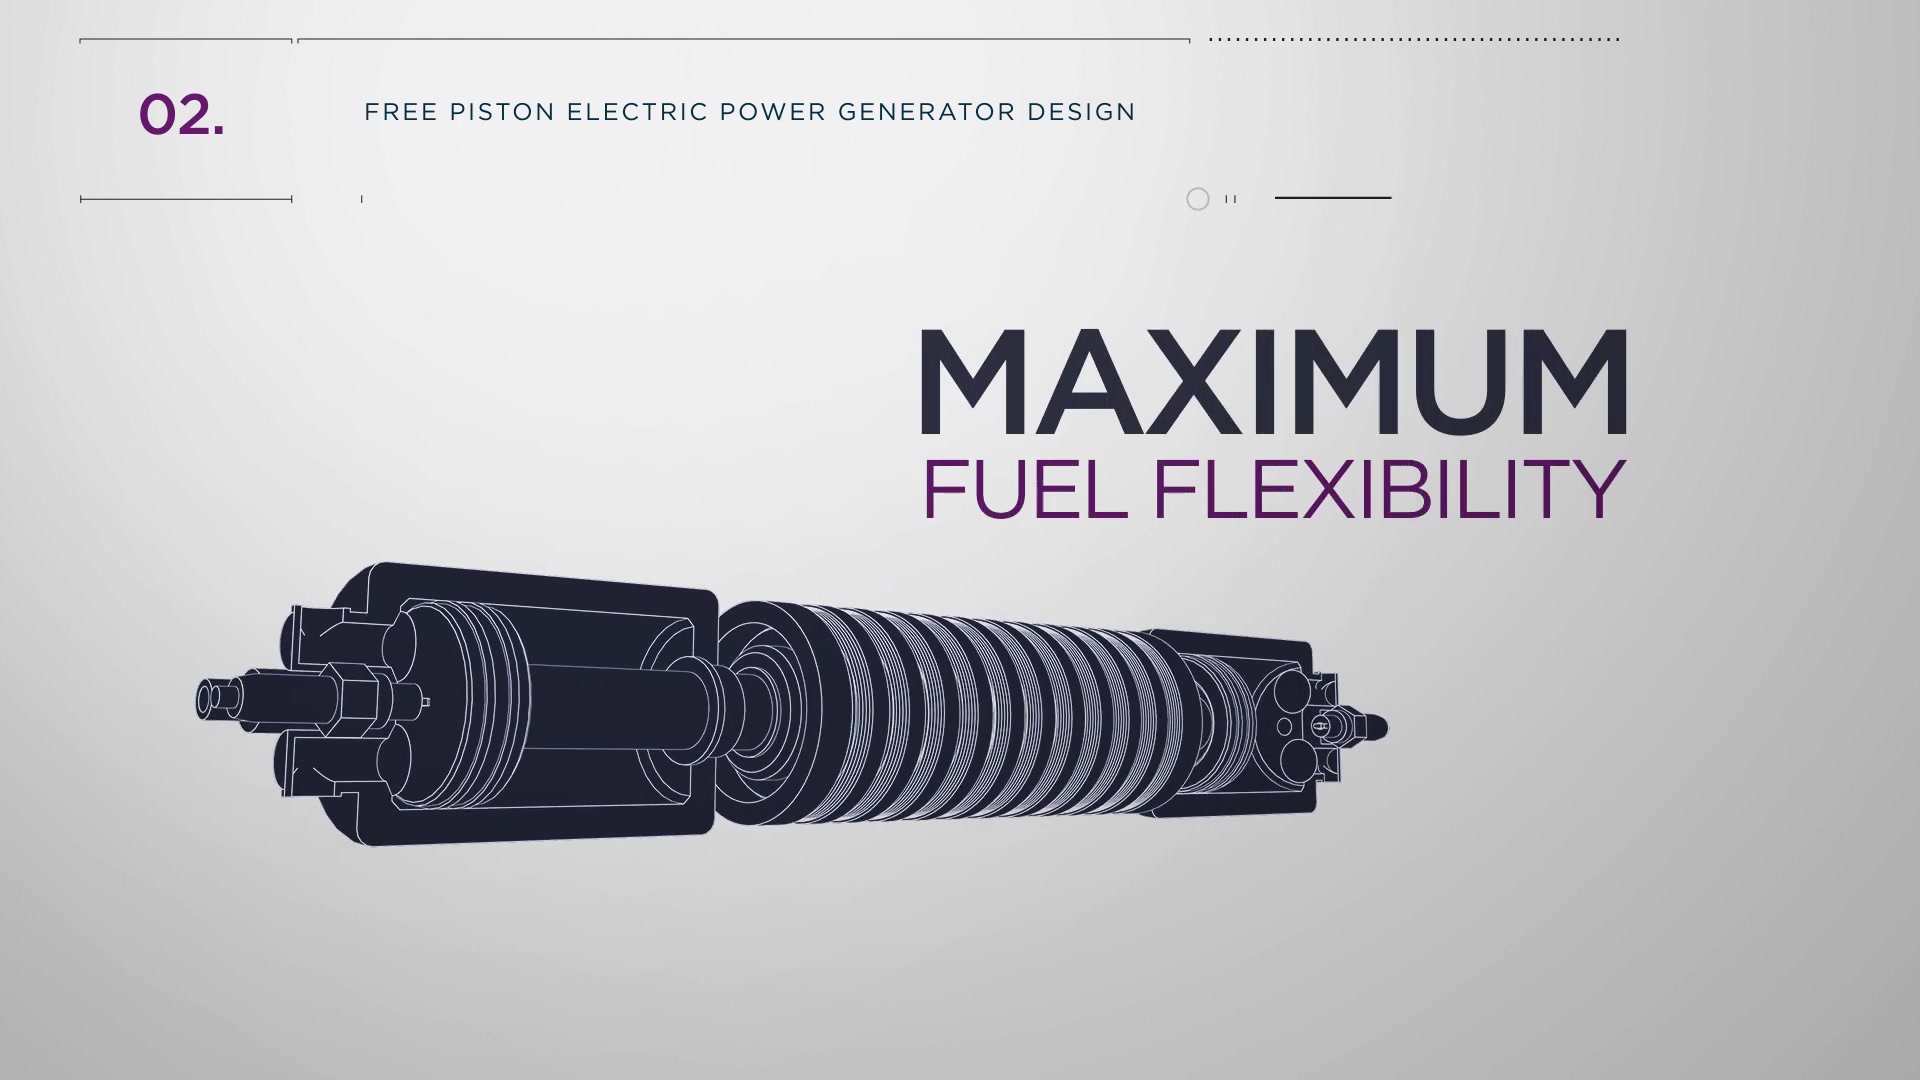 02.
FREE PISTON ELECTRIC POWER GENERATOR DESIGN
MAXIMUM
FUEL FLEXIBILITY